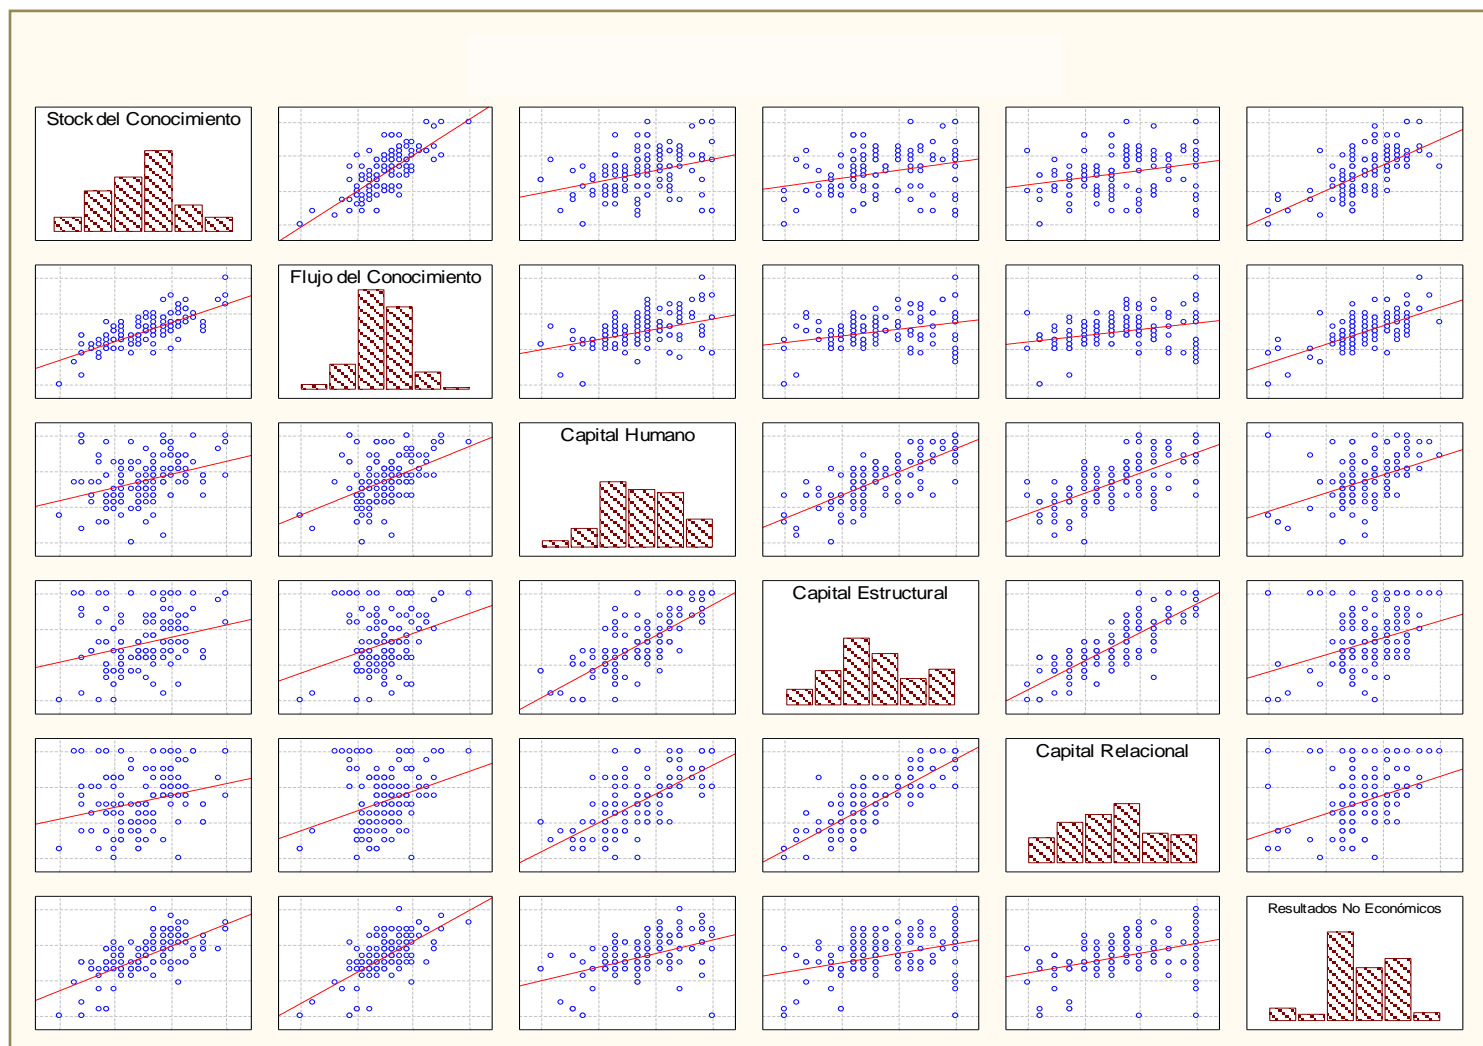 Stock del Conocimiento
Flujo del Conocimiento
Capital Humano
Capital Estructural
Capital Relacional
Resultados No Económicos